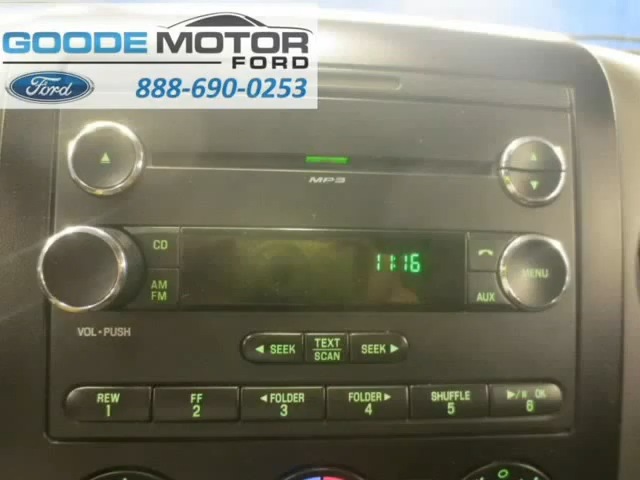 GOODE MOTOR
FORD
Ford
888-690-0253
MP3
CD
11:16
MENU
AM
FM
AUX
VOL•PUSH
◄ SEEK
TEXT
SCAN
SEEK ►
REW
1
FF
2
◄ FOLDER
3
FOLDER ►
4
SHUFFLE
5
►/II OK
6